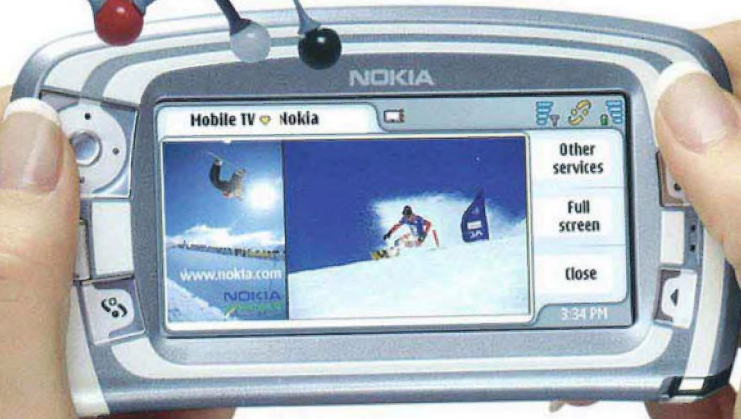 NOKIA
Mobile TV Nokia
Other
services
Full
screen
Close
www.nokia.com
NOKIA
3:34 PM